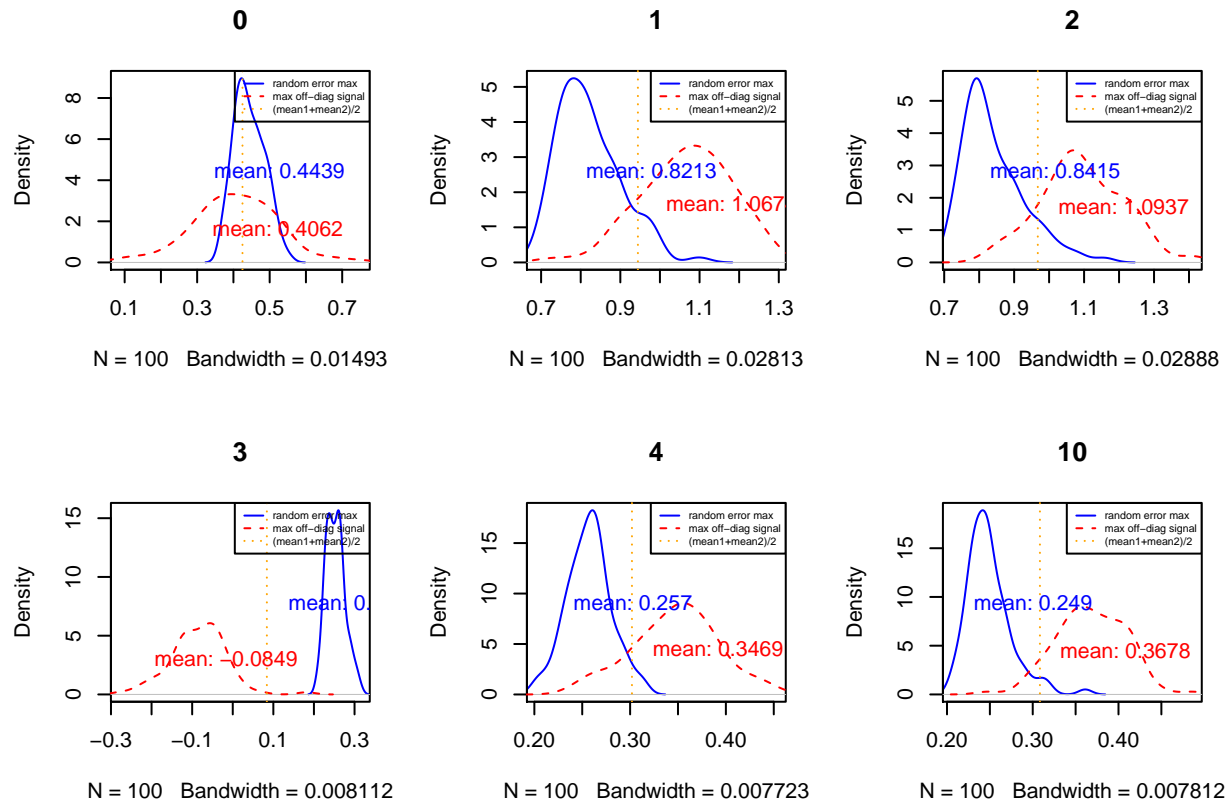 0
random error max
max off−diag signal
(mean1+mean2)/2
mean: 0.4439
mean: 0.4062
Density
0 2 4 6 8
0.1 0.3 0.5 0.7
N = 100 Bandwidth = 0.01493
1
random error max
max off−diag signal
(mean1+mean2)/2
mean: 0.8213
mean: 1.067
Density
0 1 2 3 4 5
0.7 0.9 1.1 1.3
N = 100 Bandwidth = 0.02813
2
random error max
max off−diag signal
(mean1+mean2)/2
mean: 0.8415
mean: 1.0937
Density
0 1 2 3 4 5
0.7 0.9 1.1 1.3
N = 100 Bandwidth = 0.02888
3
random error max
max off−diag signal
(mean1+mean2)/2
mean: 0.
mean: −0.0849
Density
0 5 10 15
−0.3 −0.1 0.1 0.3
N = 100 Bandwidth = 0.008112
4
random error max
max off−diag signal
(mean1+mean2)/2
mean: 0.257
mean: 0.3469
Density
0 5 10 15
0.20 0.30 0.40
N = 100 Bandwidth = 0.007723
10
random error max
max off−diag signal
(mean1+mean2)/2
mean: 0.249
mean: 0.3678
Density
0 5 10 15
0.20 0.30 0.40
N = 100 Bandwidth = 0.007812